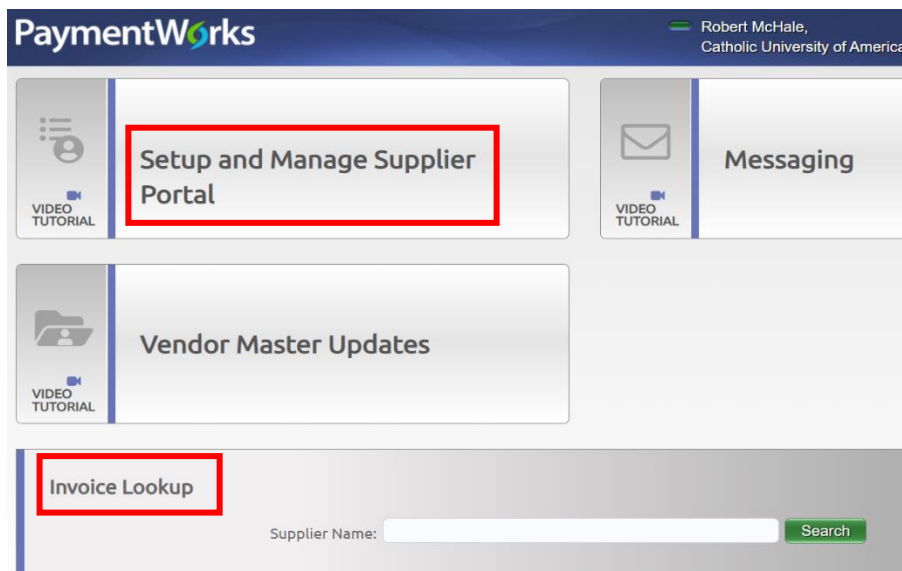 PaymentWorks
Robert McHale,
Catholic University of America
VIDEO
TUTORIAL
Setup and Manage Supplier
Portal
VIDEO
TUTORIAL
Messaging
VIDEO
TUTORIAL
Vendor Master Updates
Invoice Lookup
Supplier Name:
Search